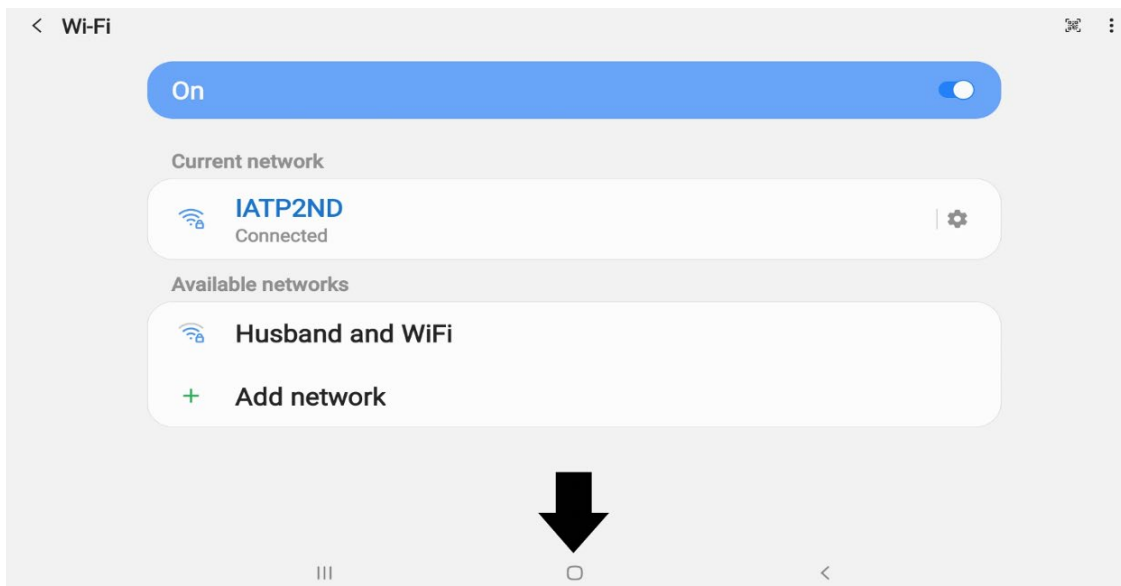 Wi-Fi
On
Current network
IATP2ND
Connected
Available networks
Husband and WiFi
Add network